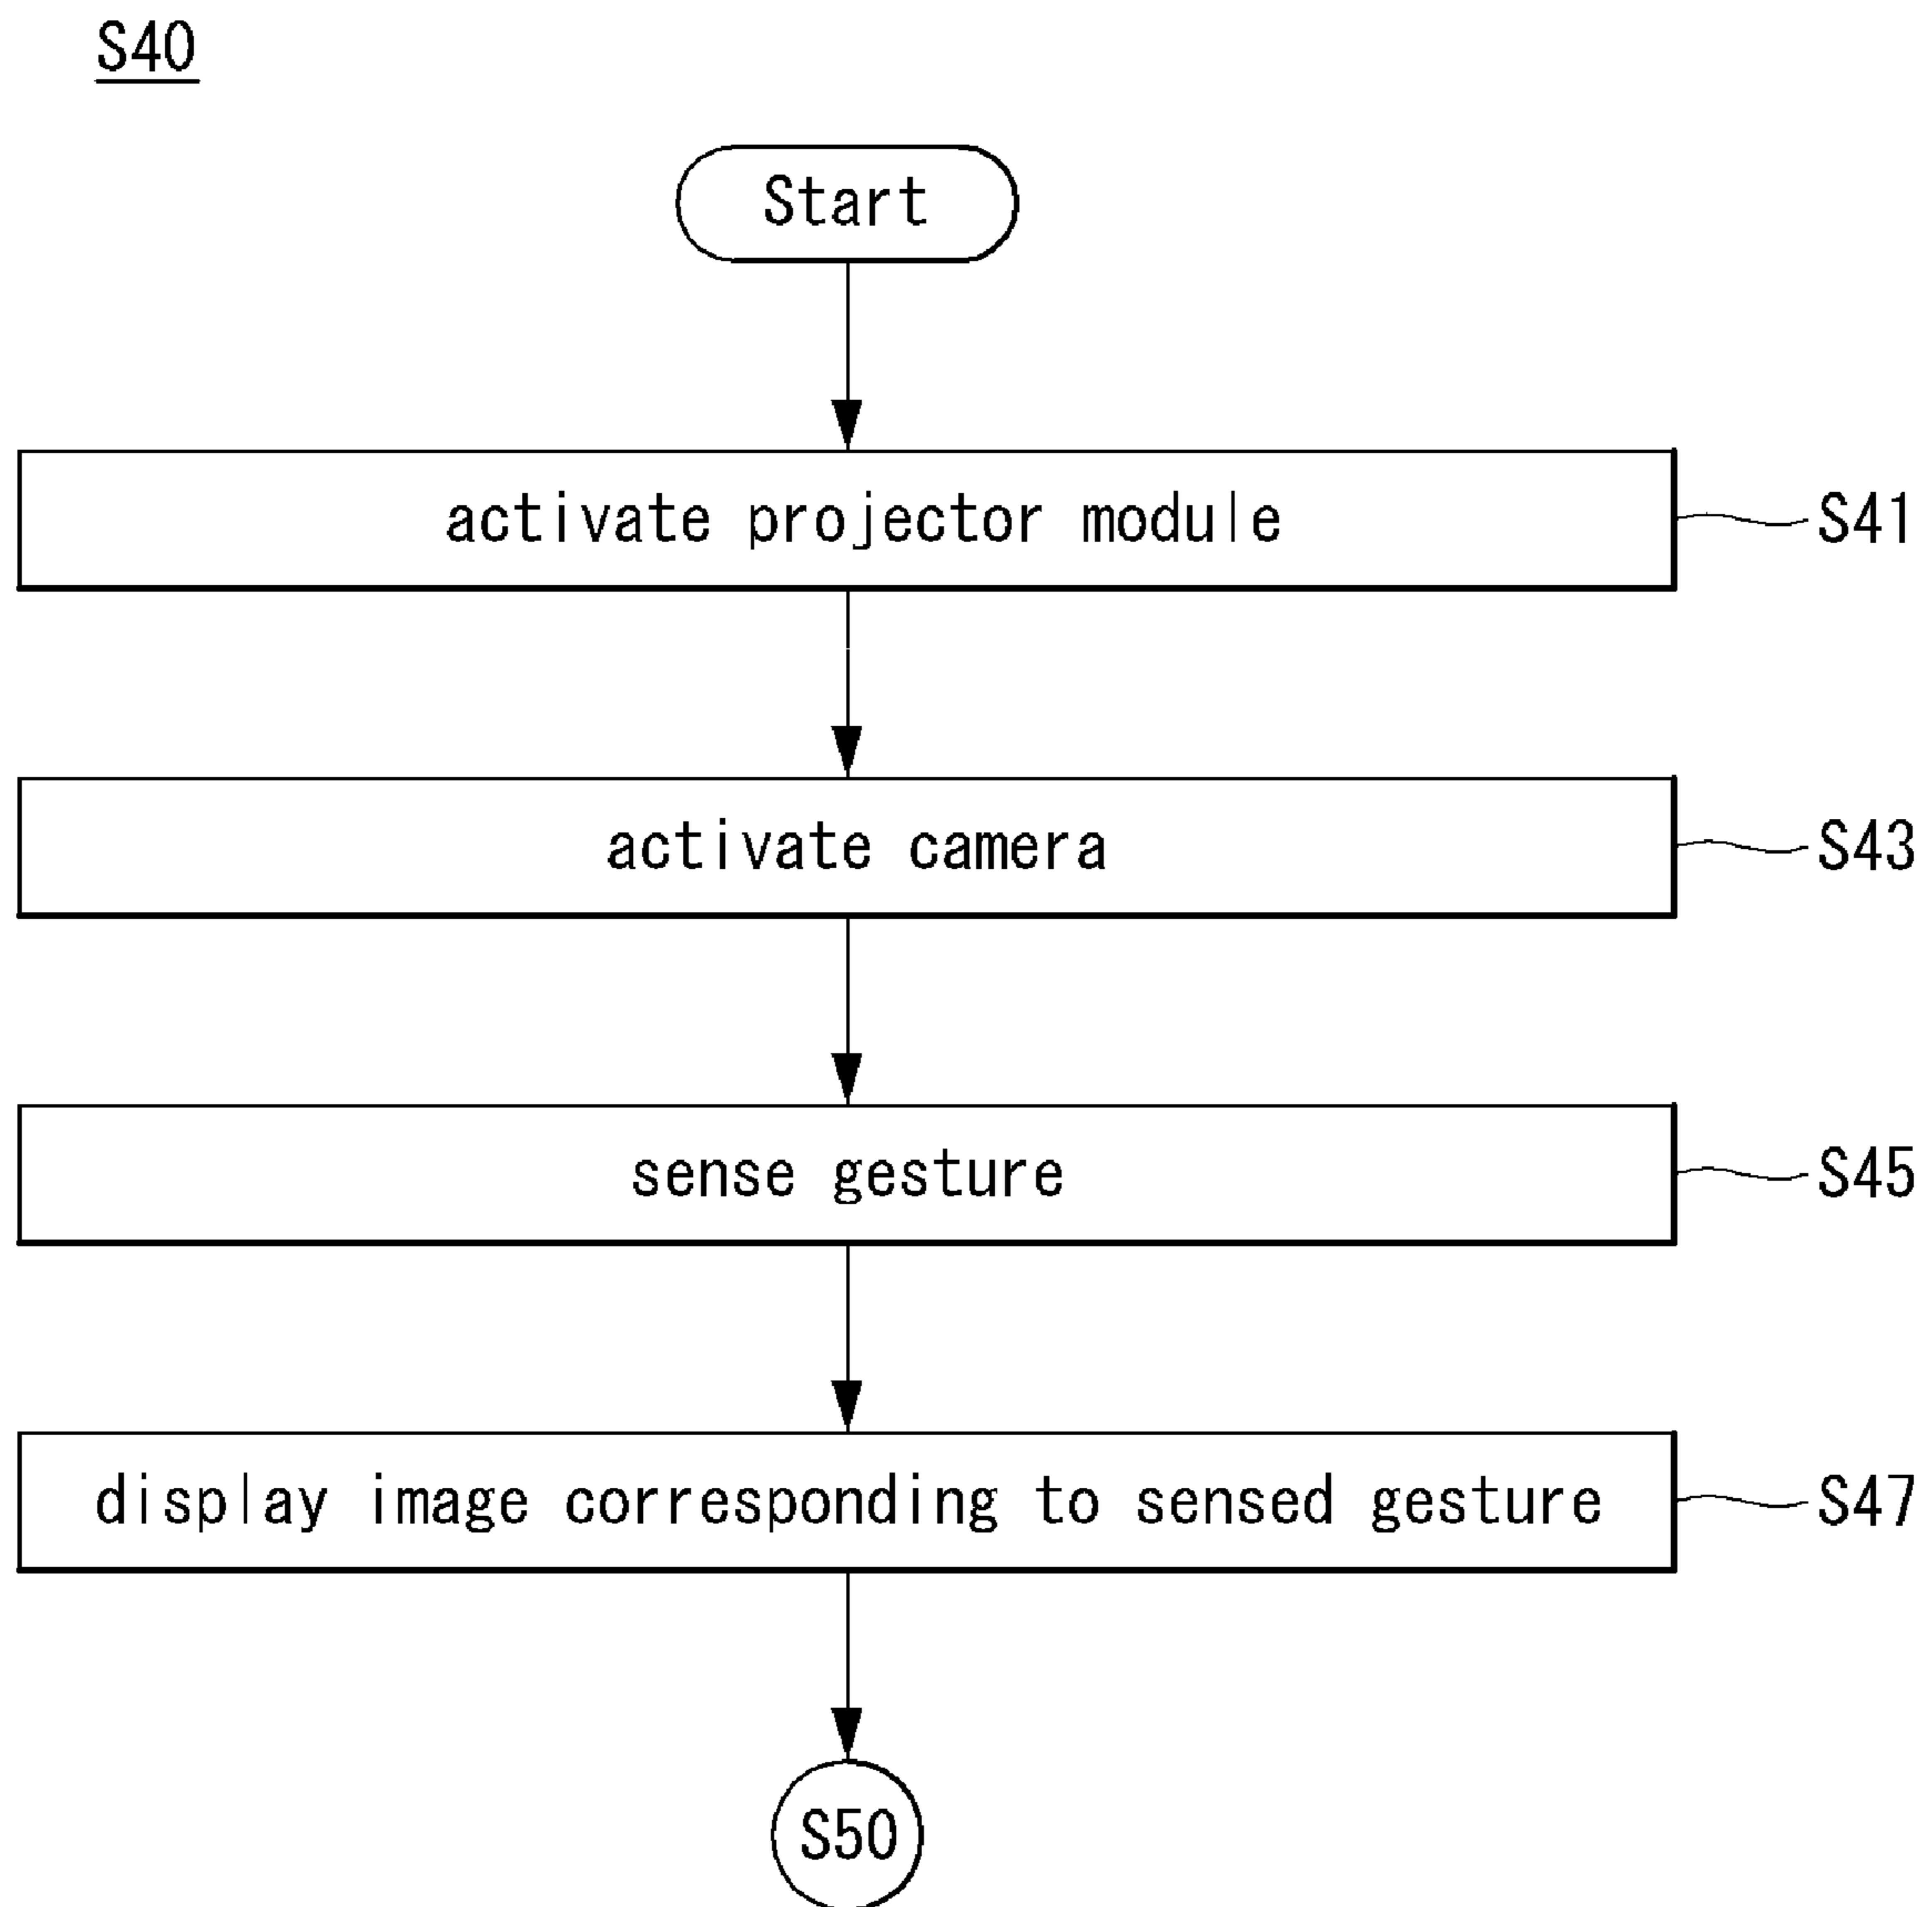 S40
Start
activate projector module
S41
activate camera
S43
sense gesture
S45
display image corresponding to sensed gesture
S47
S50